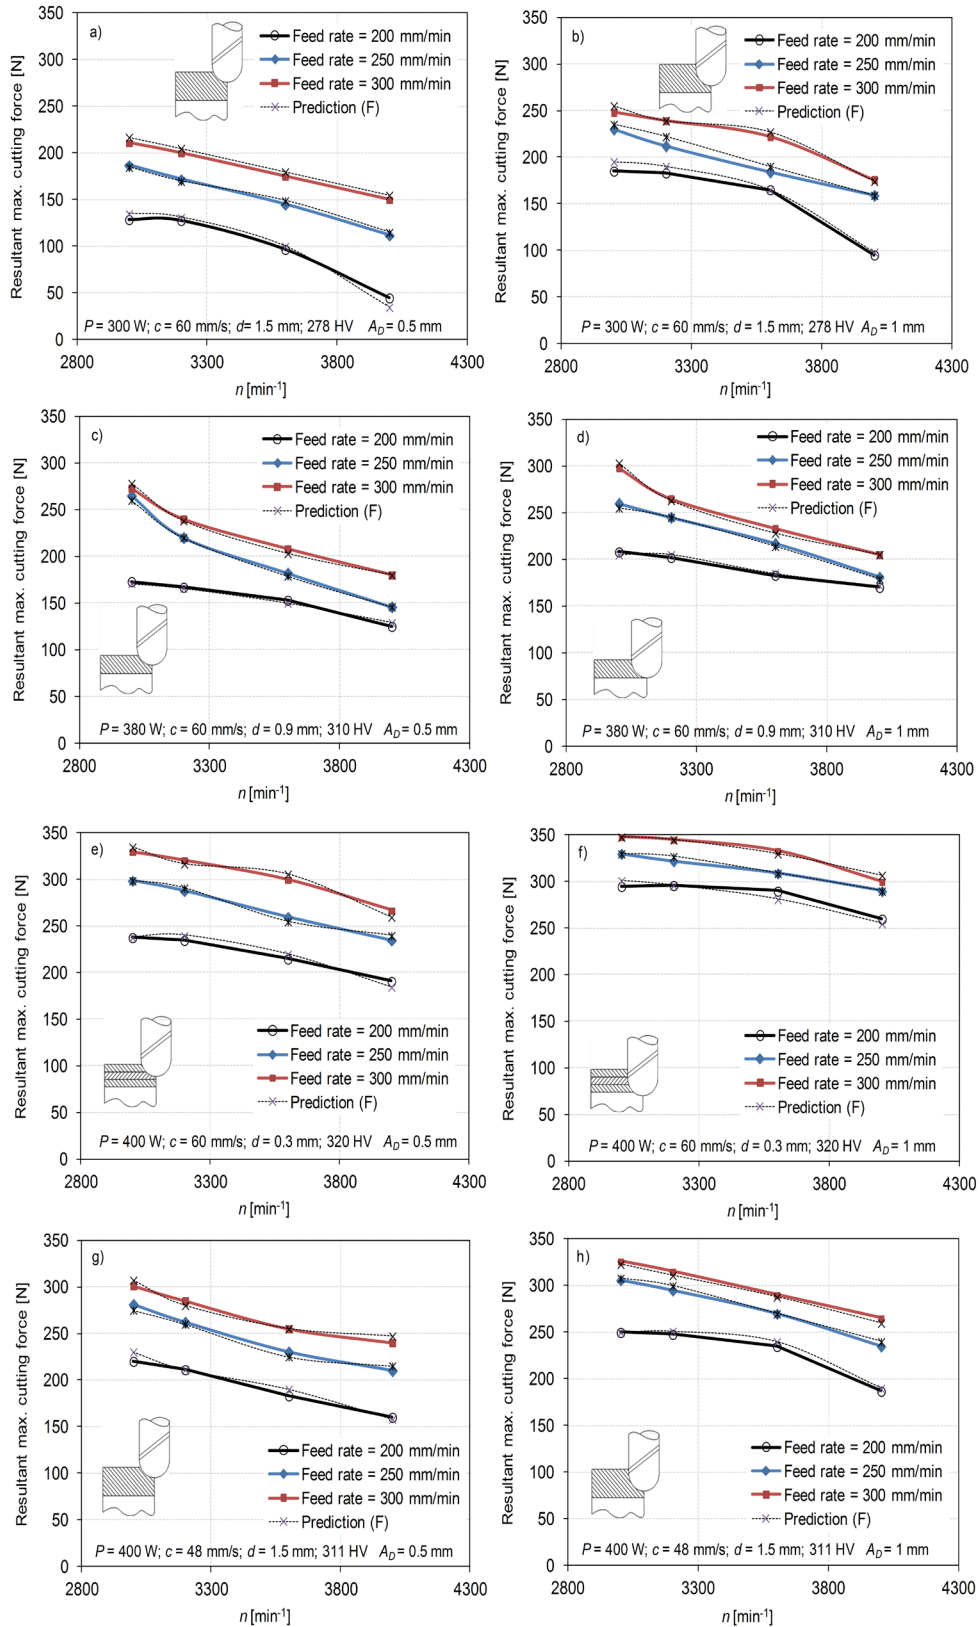 a)
Resultant max. cutting force [N]
350
300
250
200
150
100
50
0
Feed rate = 200 mm/min
Feed rate = 250 mm/min
Feed rate = 300 mm/min
Prediction (F)
P = 300 W; c = 60 mm/s; d = 1.5 mm; 278 HV A_D = 0.5 mm
2800 3300 3800 4300
n [min⁻¹]
b)
Resultant max. cutting force [N]
350
300
250
200
150
100
50
0
Feed rate = 200 mm/min
Feed rate = 250 mm/min
Feed rate = 300 mm/min
Prediction (F)
P = 300 W; c = 60 mm/s; d = 1.5 mm; 278 HV A_D = 1 mm
2800 3300 3800 4300
n [min⁻¹]
c)
Resultant max. cutting force [N]
350
300
250
200
150
100
50
0
Feed rate = 200 mm/min
Feed rate = 250 mm/min
Feed rate = 300 mm/min
Prediction (F)
P = 380 W; c = 60 mm/s; d = 0.9 mm; 310 HV A_D = 0.5 mm
2800 3300 3800 4300
n [min⁻¹]
d)
Resultant max. cutting force [N]
350
300
250
200
150
100
50
0
Feed rate = 200 mm/min
Feed rate = 250 mm/min
Feed rate = 300 mm/min
Prediction (F)
P = 380 W; c = 60 mm/s; d = 0.9 mm; 310 HV A_D = 1 mm
2800 3300 3800 4300
n [min⁻¹]
e)
Resultant max. cutting force [N]
350
300
250
200
150
100
50
0
Feed rate = 200 mm/min
Feed rate = 250 mm/min
Feed rate = 300 mm/min
Prediction (F)
P = 400 W; c = 60 mm/s; d = 0.3 mm; 320 HV A_D = 0.5 mm
2800 3300 3800 4300
n [min⁻¹]
f)
Resultant max. cutting force [N]
350
300
250
200
150
100
50
0
Feed rate = 200 mm/min
Feed rate = 250 mm/min
Feed rate = 300 mm/min
Prediction (F)
P = 400 W; c = 60 mm/s; d = 0.3 mm; 320 HV A_D = 1 mm
2800 3300 3800 4300
n [min⁻¹]
g)
Resultant max. cutting force [N]
350
300
250
200
150
100
50
0
Feed rate = 200 mm/min
Feed rate = 250 mm/min
Feed rate = 300 mm/min
Prediction (F)
P = 400 W; c = 48 mm/s; d = 1.5 mm; 311 HV A_D = 0.5 mm
2800 3300 3800 4300
n [min⁻¹]
h)
Resultant max. cutting force [N]
350
300
250
200
150
100
50
0
Feed rate = 200 mm/min
Feed rate = 250 mm/min
Feed rate = 300 mm/min
Prediction (F)
P = 400 W; c = 48 mm/s; d = 1.5 mm; 311 HV A_D = 1 mm
2800 3300 3800 4300
n [min⁻¹]